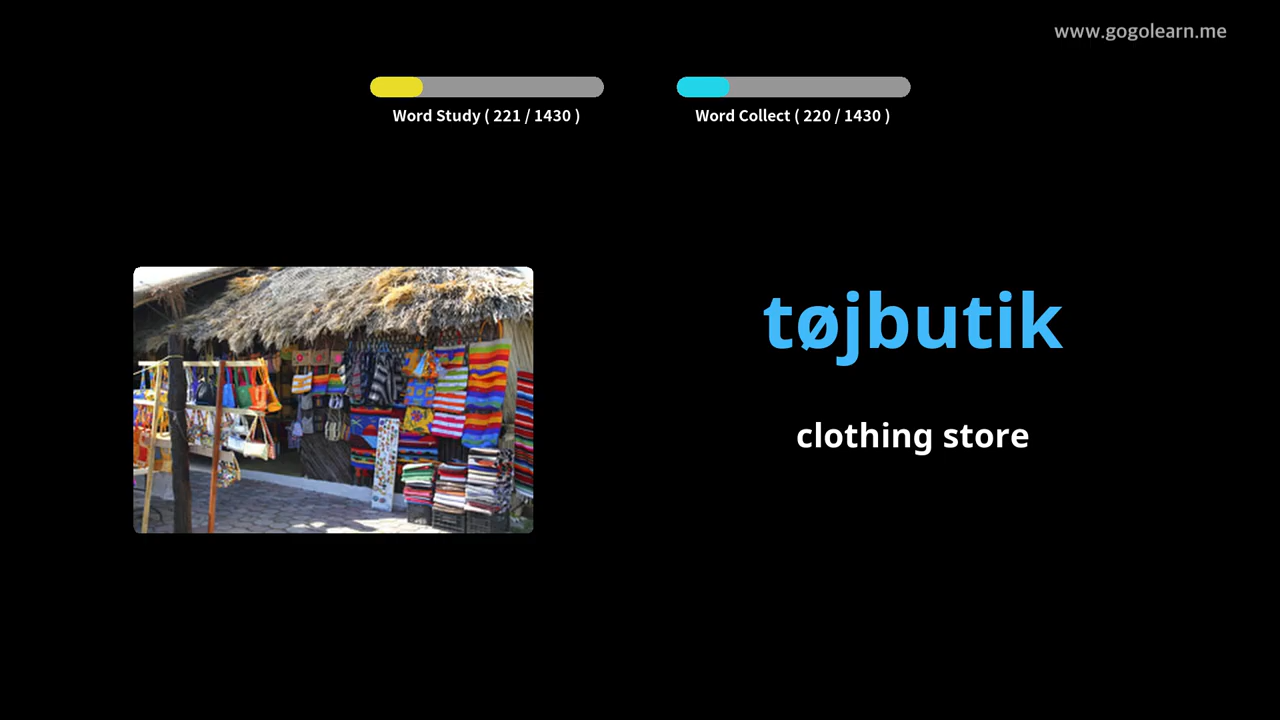 www.gogolearn.me
Word Study ( 221 / 1430 )
Word Collect ( 220 / 1430 )
tøjbutik
clothing store